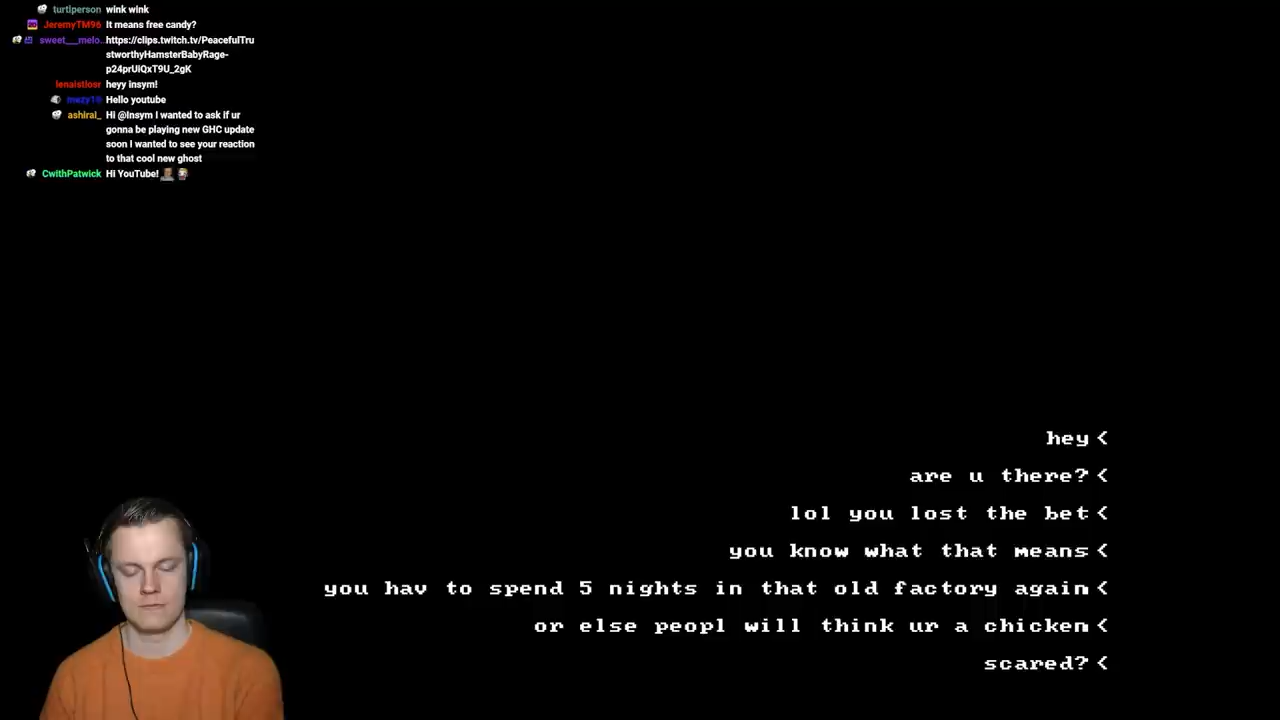 turtlperson wink wink
JeremyTM96 It means free candy?
sweet__melo.. https://clips.twitch.tv/PeacefulTru
stworthyHamsterBabyRage-
p24prUiQxT9U_2gK
lenaistlosr heyy insym!
Hello youtube
ashiral_ Hi @Insym I wanted to ask if ur
gonna be playing new GHC update
soon I wanted to see your reaction
to that cool new ghost
CwithPatwick Hi YouTube!
hey <
are u there? <
lol you lost the bet <
you know what that means <
you hav to spend 5 nights in that old factory again <
or else peopl will think ur a chicken <
scared? <